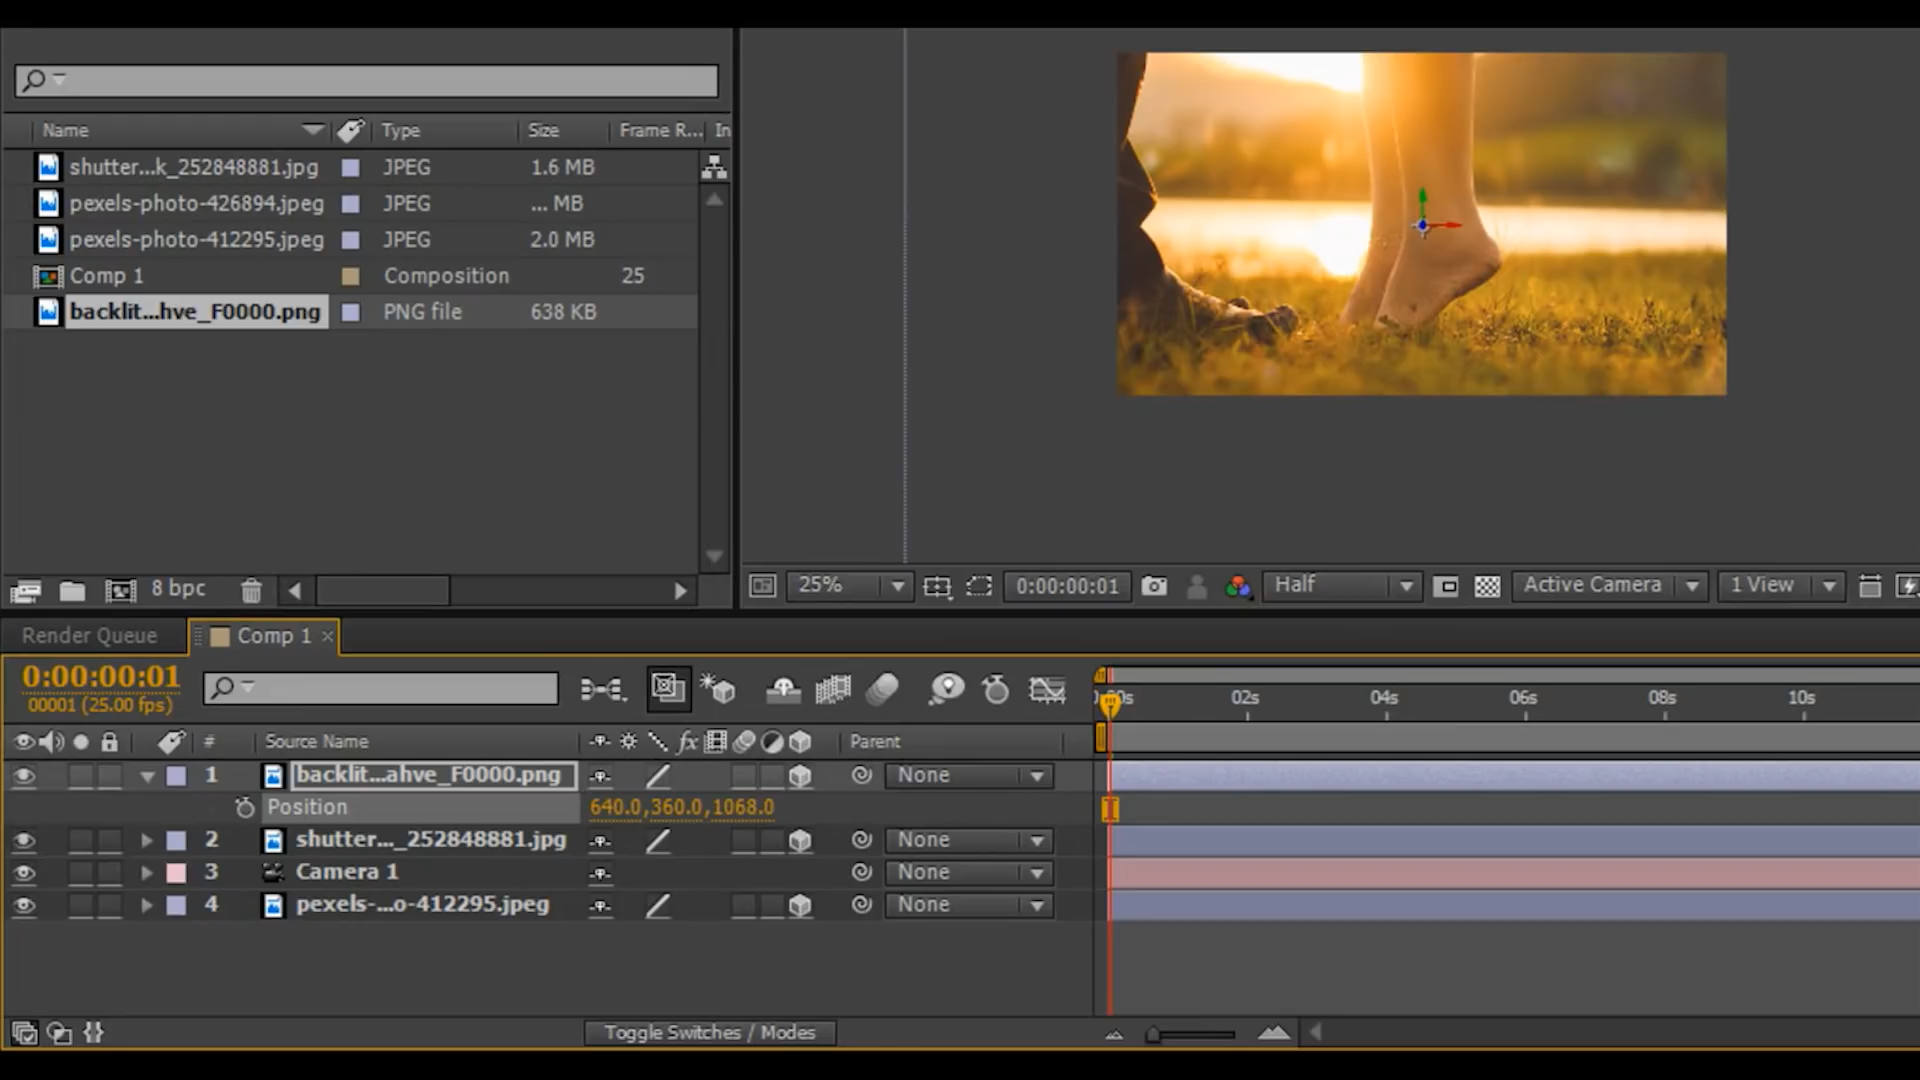 Name Type Size Frame R... In
shutter...k_252848881.jpg JPEG 1.6 MB
pexels-photo-426894.jpeg JPEG ... MB
pexels-photo-412295.jpeg JPEG 2.0 MB
Comp 1 Composition 25
backlit...hve_F0000.png PNG file 638 KB
8 bpc
25% 0:00:00:01 Half Active Camera 1 View
Render Queue Comp 1 ×
0:00:00:01
00001 (25.00 fps)
02s 04s 06s 08s 10s
# Source Name fx Parent
1 backlit...ahve_F0000.png None
Position 640.0,360.0,1068.0
2 shutter..._252848881.jpg None
3 Camera 1 None
4 pexels-...o-412295.jpeg None
Toggle Switches / Modes